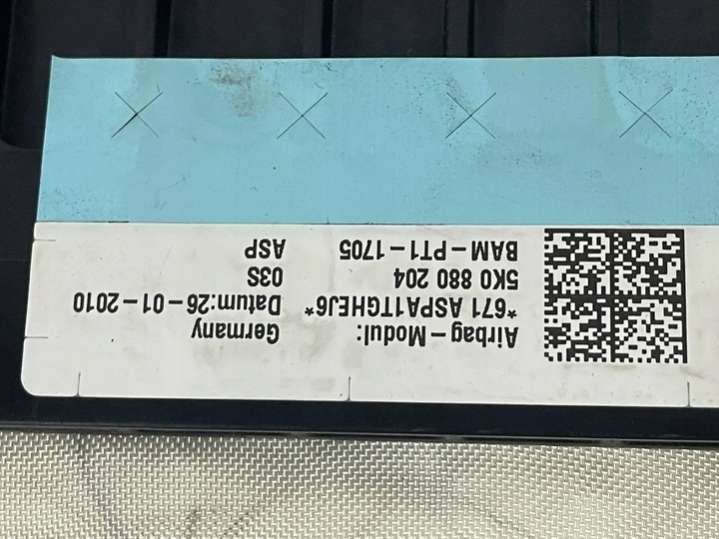 Airbag-Modul: Germany
*671 ASPA1TGHEJ6* Datum:26-01-2010
5K0 880 204 03S
BAM-PT1-1705 ASP